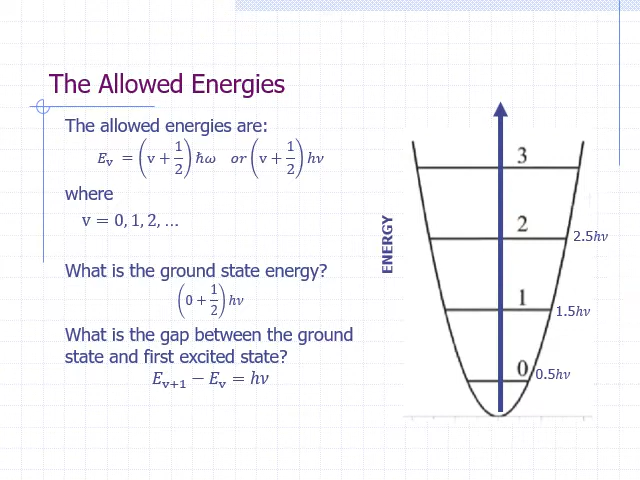 The Allowed Energies
The allowed energies are:
E_v = (v + 1/2) ħω or (v + 1/2) hν
where
v = 0, 1, 2, …
What is the ground state energy?
(0 + 1/2) hν
What is the gap between the ground
state and first excited state?
E_{v+1} − E_v = hν
ENERGY
3
2
2.5hν
1
1.5hν
0
0.5hν